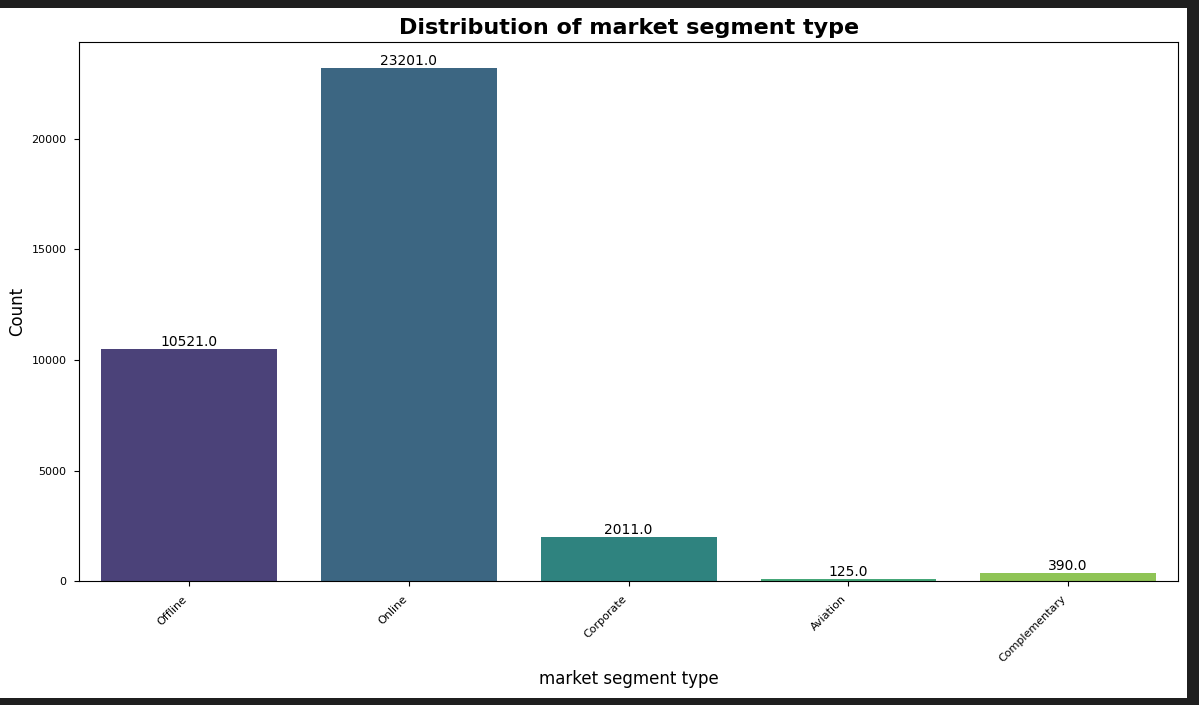 Distribution of market segment type
23201.0
20000
15000
Count
10521.0
10000
5000
2011.0
390.0
125.0
0
Offline
Online
Corporate
Aviation
Complementary
market segment type